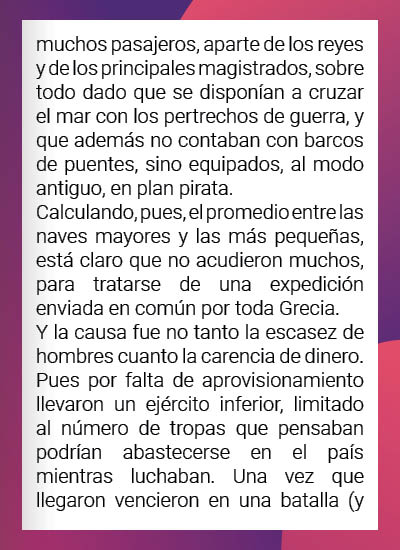 muchos pasajeros, aparte de los reyes
y de los principales magistrados, sobre
todo dado que se disponían a cruzar
el mar con los pertrechos de guerra, y
que además no contaban con barcos
de puentes, sino equipados, al modo
antiguo, en plan pirata.
Calculando, pues, el promedio entre las
naves mayores y las más pequeñas,
está claro que no acudieron muchos,
para tratarse de una expedición
enviada en común por toda Grecia.
Y la causa fue no tanto la escasez de
hombres cuanto la carencia de dinero.
Pues por falta de aprovisionamiento
llevaron un ejército inferior, limitado
al número de tropas que pensaban
podrían abastecerse en el país
mientras luchaban. Una vez que
llegaron vencieron en una batalla (y